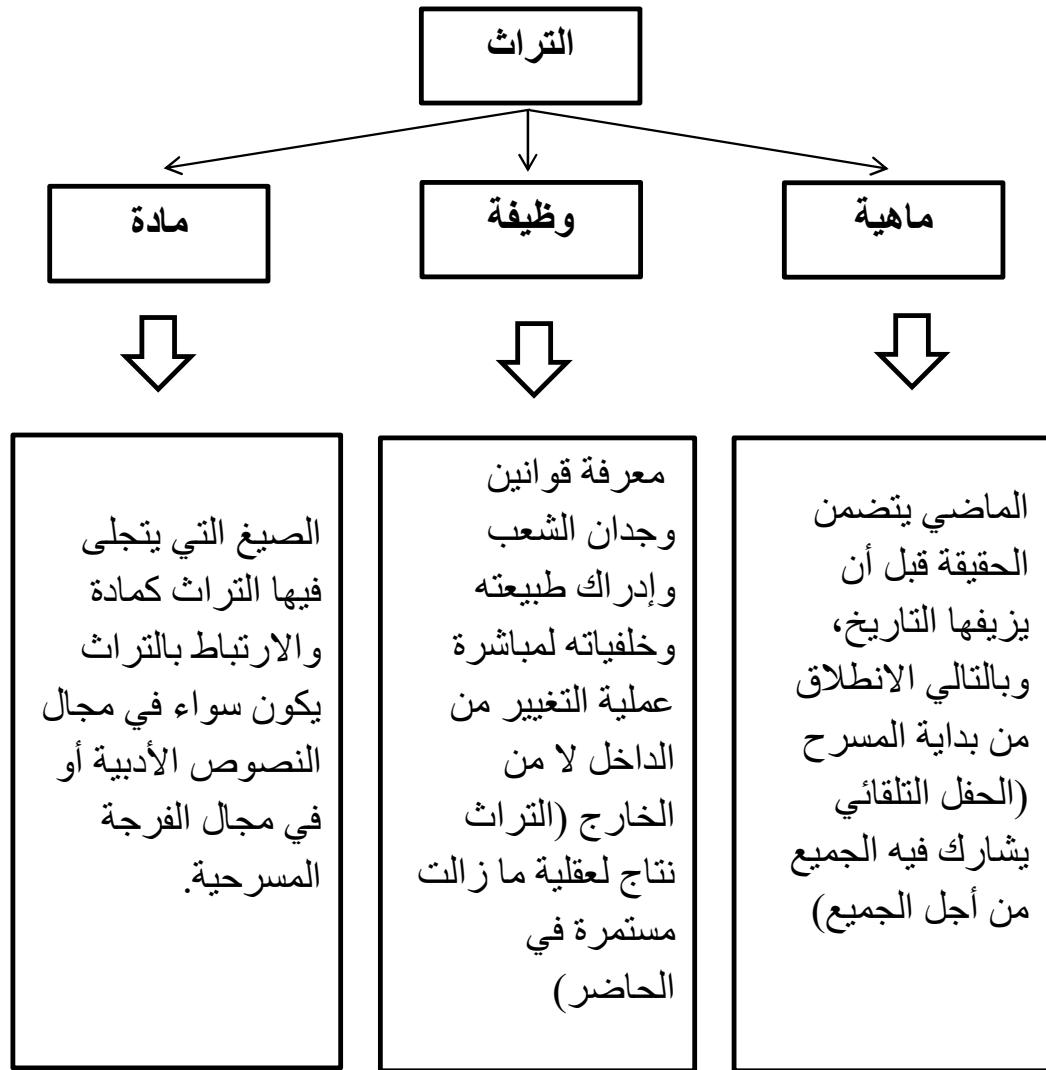 التراث
ماهية
وظيفة
مادة
الماضي يتضمن
الحقيقة قبل أن
يزيفها التاريخ،
وبالتالي الانطلاق
من بداية المسرح
(الحفل التلقائي
يشارك فيه الجميع
من أجل الجميع)
معرفة قوانين
وجدان الشعب
وإدراك طبيعته
وخلفياته لمباشرة
عملية التغيير من
الداخل لا من
الخارج (التراث
نتاج لعقلية ما زالت
مستمرة في
الحاضر)
الصيغ التي يتجلى
فيها التراث كمادة
والارتباط بالتراث
يكون سواء في مجال
النصوص الأدبية أو
في مجال الفرجة
المسرحية.